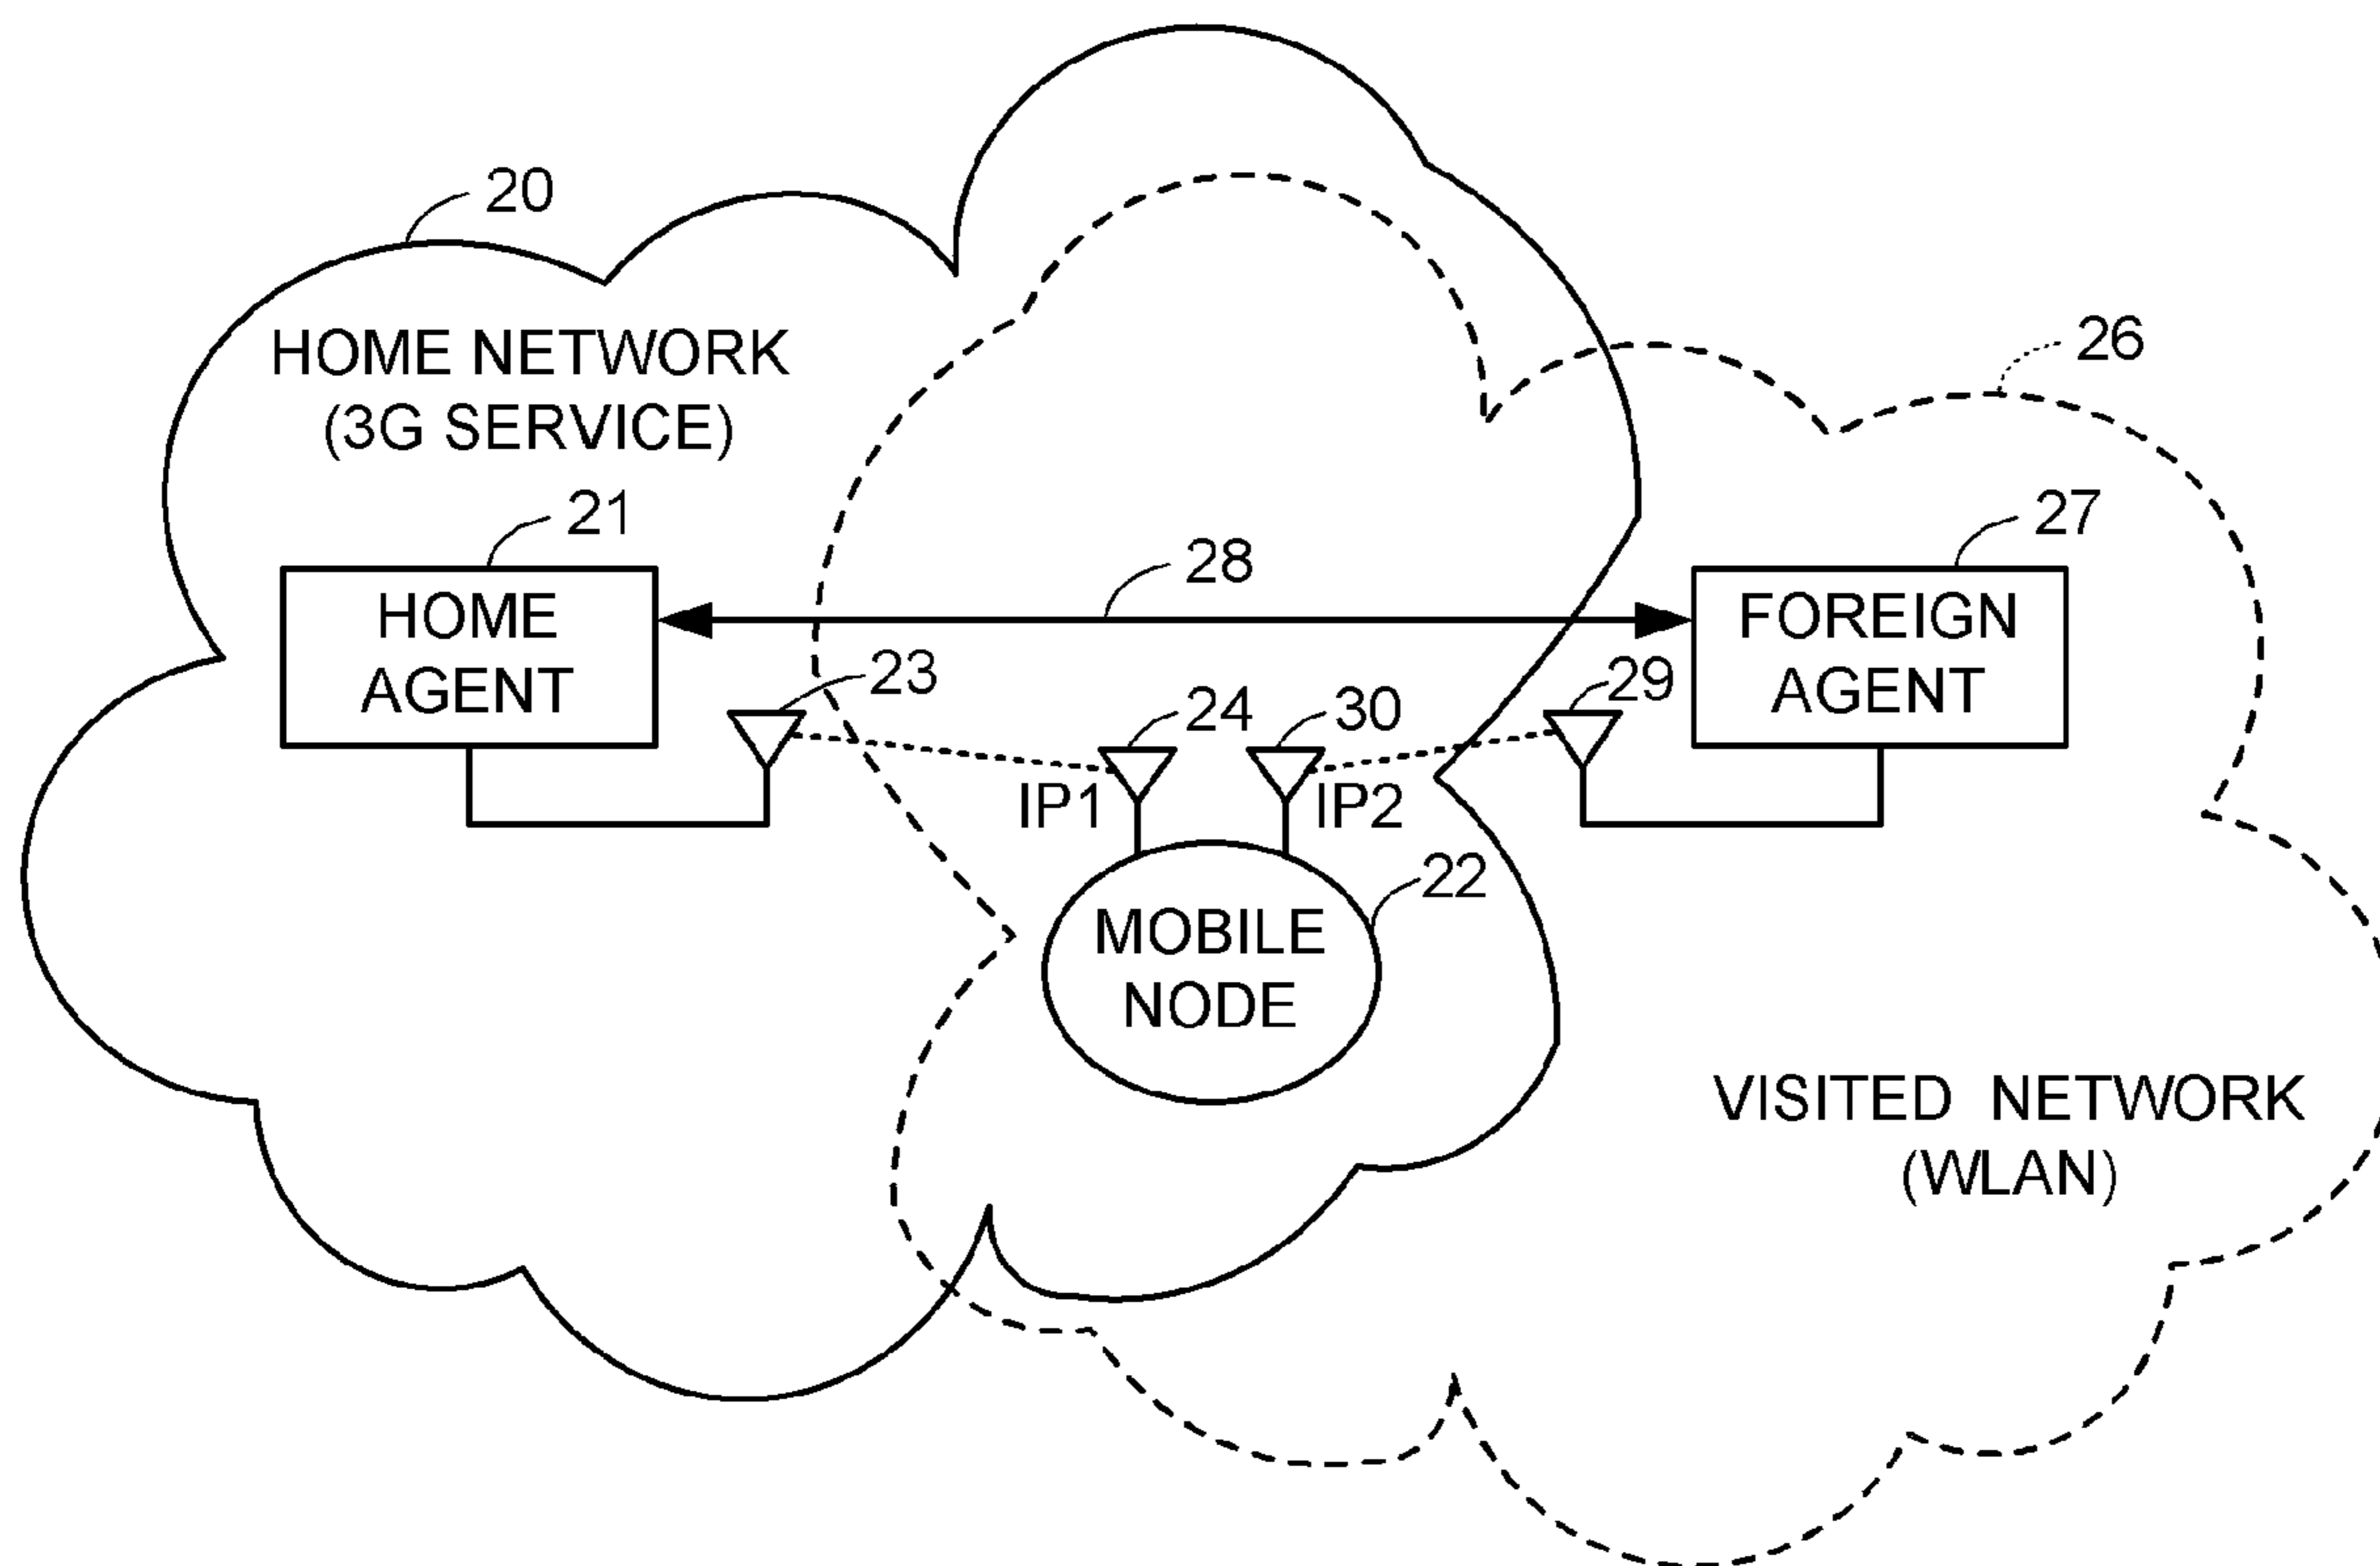 20
HOME NETWORK
(3G SERVICE)
26
21
27
28
HOME
AGENT
FOREIGN
AGENT
23
24
30
29
IP1
IP2
22
MOBILE
NODE
VISITED NETWORK
(WLAN)